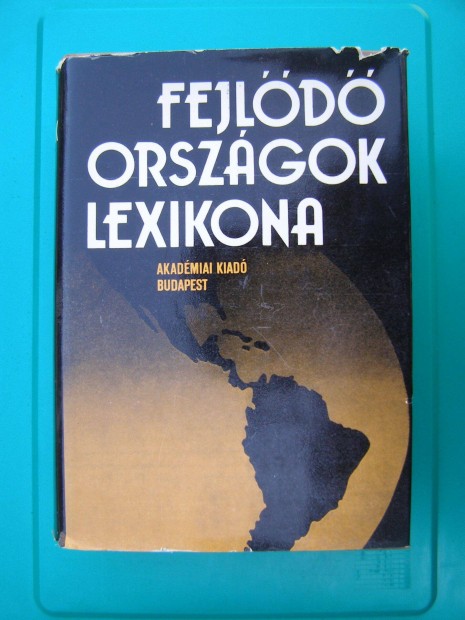 FEJLŐDŐ
ORSZÁGOK
LEXIKONA
AKADÉMIAI KIADÓ
BUDAPEST